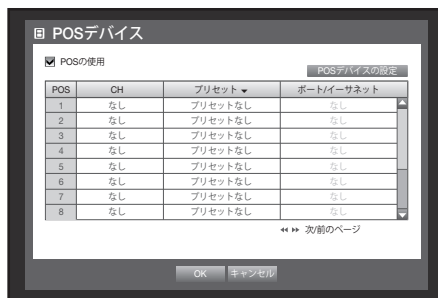 POSデバイス
POSの使用
POSデバイスの設定
POS CH プリセット ポート/イーサネット
1 なし プリセットなし なし
2 なし プリセットなし なし
3 なし プリセットなし なし
4 なし プリセットなし なし
5 なし プリセットなし なし
6 なし プリセットなし なし
7 なし プリセットなし なし
8 なし プリセットなし なし
次/前のページ
OK キャンセル